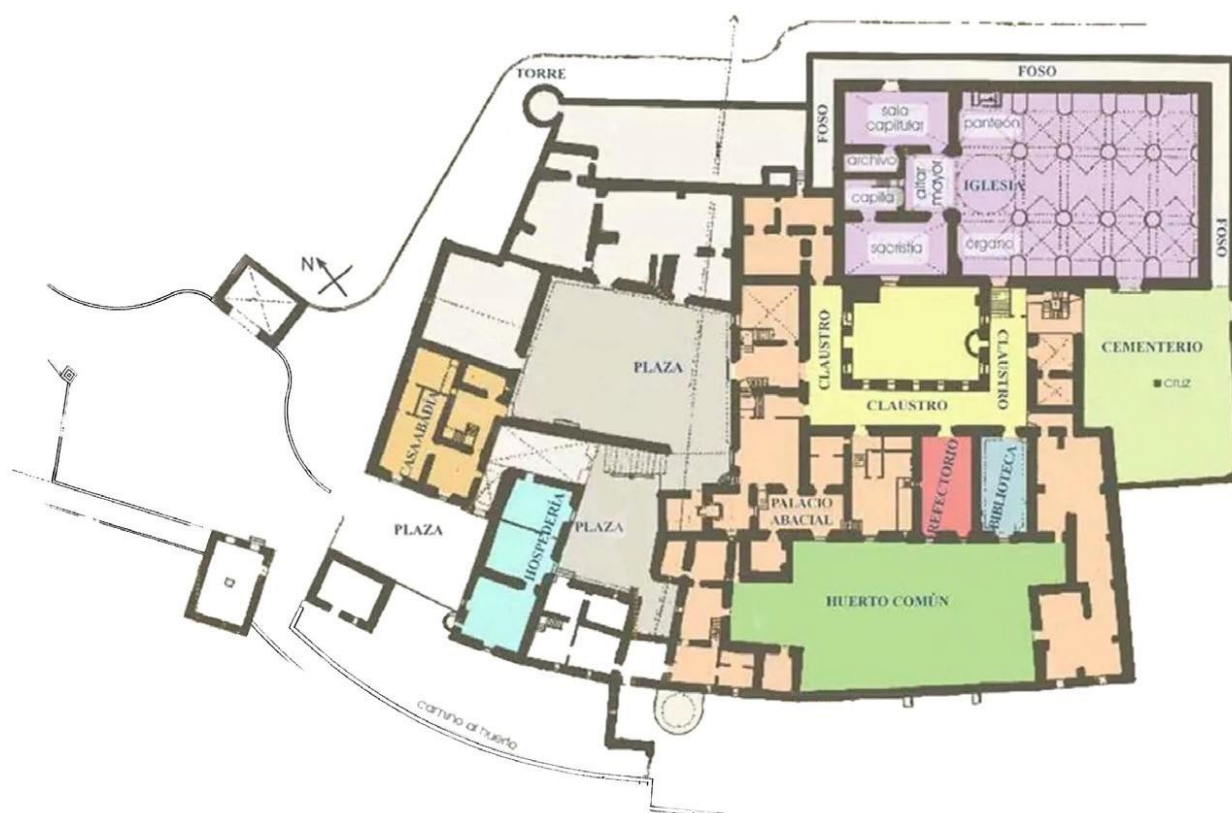 TORRE
FOSO
FOSO
sala
capitular
panteón
archivo
altar
mayor
IGLESIA
capilla
sacristía
órgano
FOSO
N
CLAUSTRO
CLAUSTRO
CLAUSTRO
CEMENTERIO
CRUZ
PLAZA
CASA ABADÍA
HOSPEDERÍA
PLAZA
PLAZA
PALACIO
ABACIAL
REFECTORIO
BIBLIOTECA
HUERTO COMÙN
camino al huerto